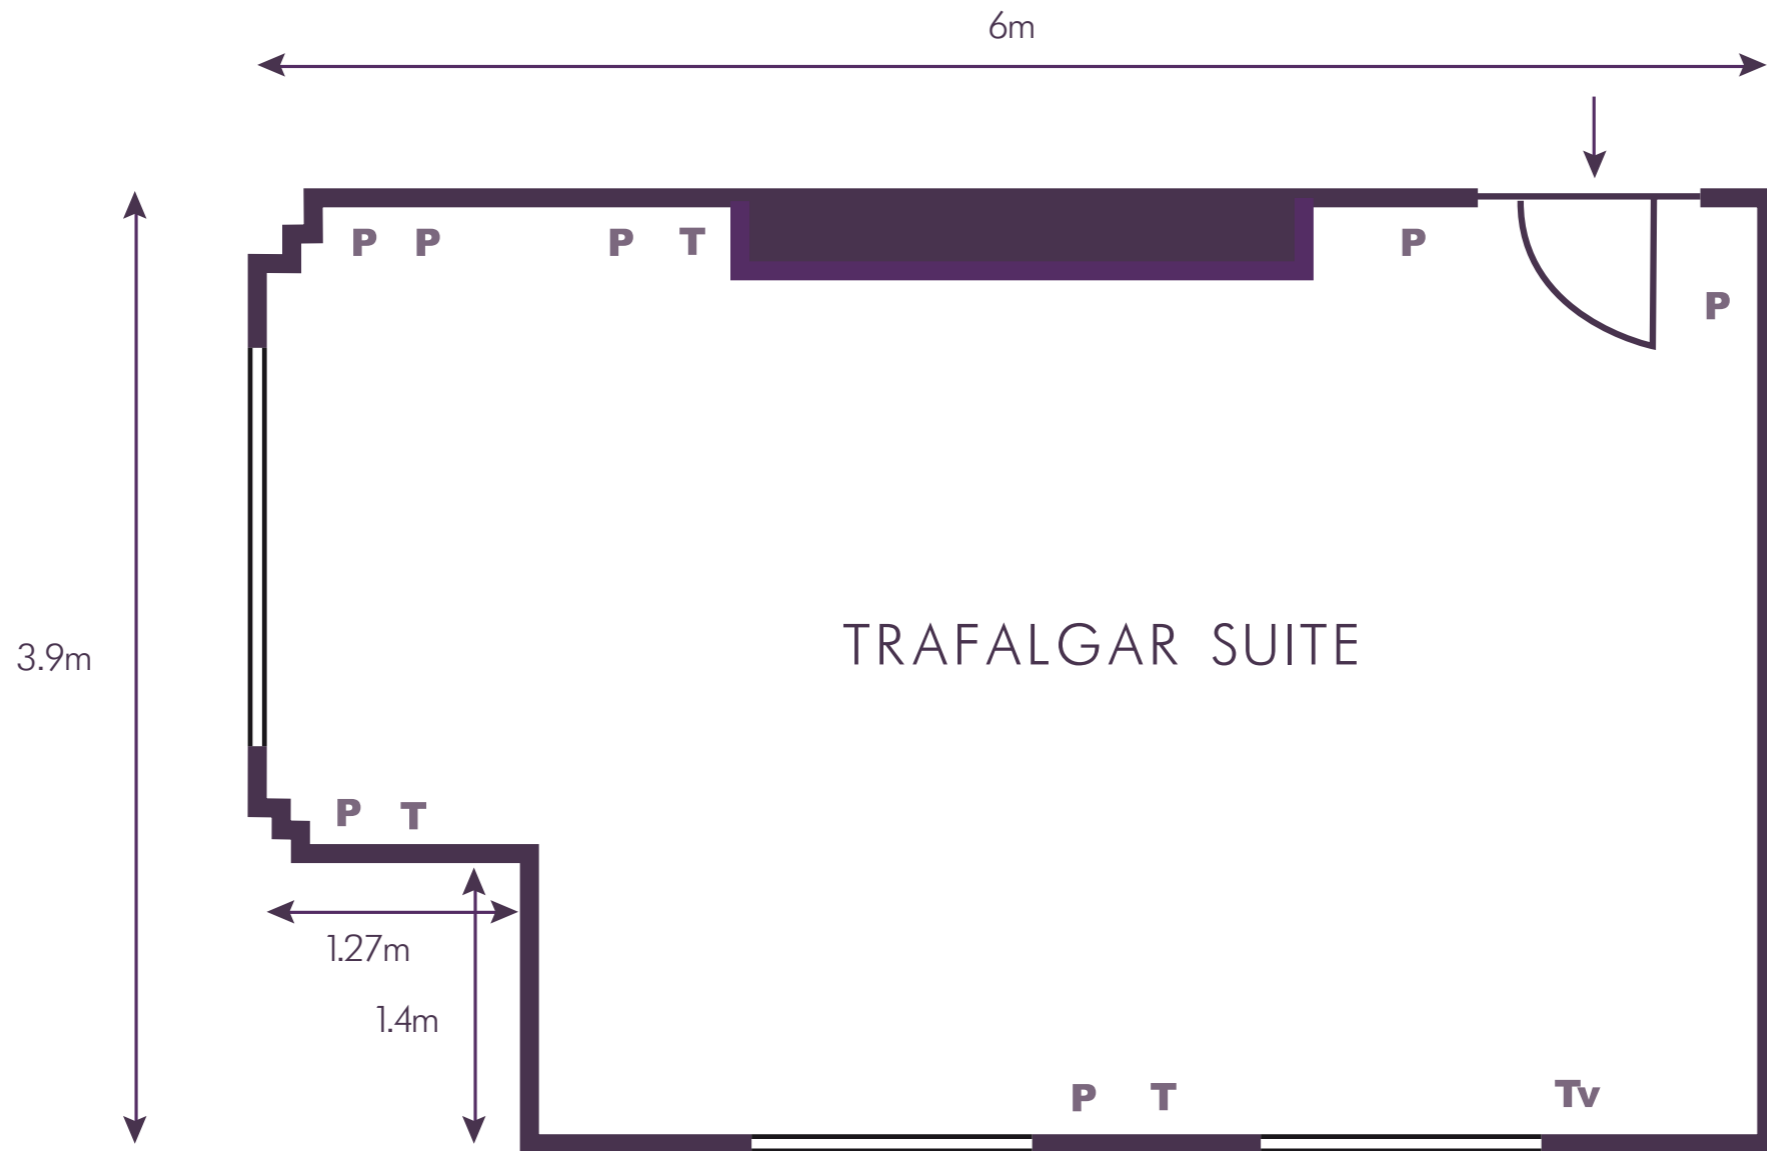 6m
P P P T P
P
TRAFALGAR SUITE
3.9m
P T
1.27m
1.4m
P T Tv